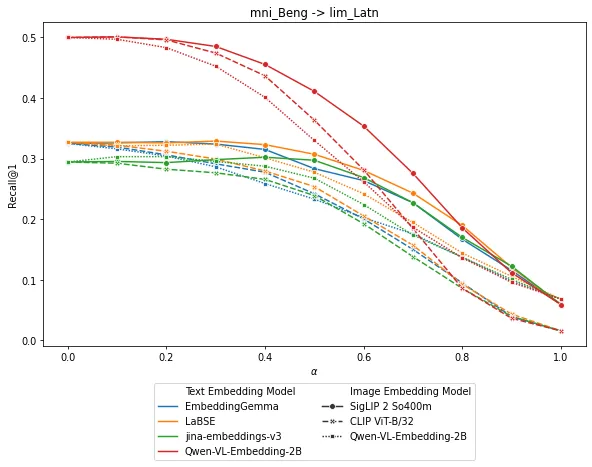 mni_Beng -> lim_Latn
Recall@1
0.5
0.4
0.3
0.2
0.1
0.0
0.0 0.2 0.4 0.6 0.8 1.0
α
Text Embedding Model
EmbeddingGemma
LaBSE
jina-embeddings-v3
Qwen-VL-Embedding-2B
Image Embedding Model
SigLIP 2 So400m
CLIP ViT-B/32
Qwen-VL-Embedding-2B